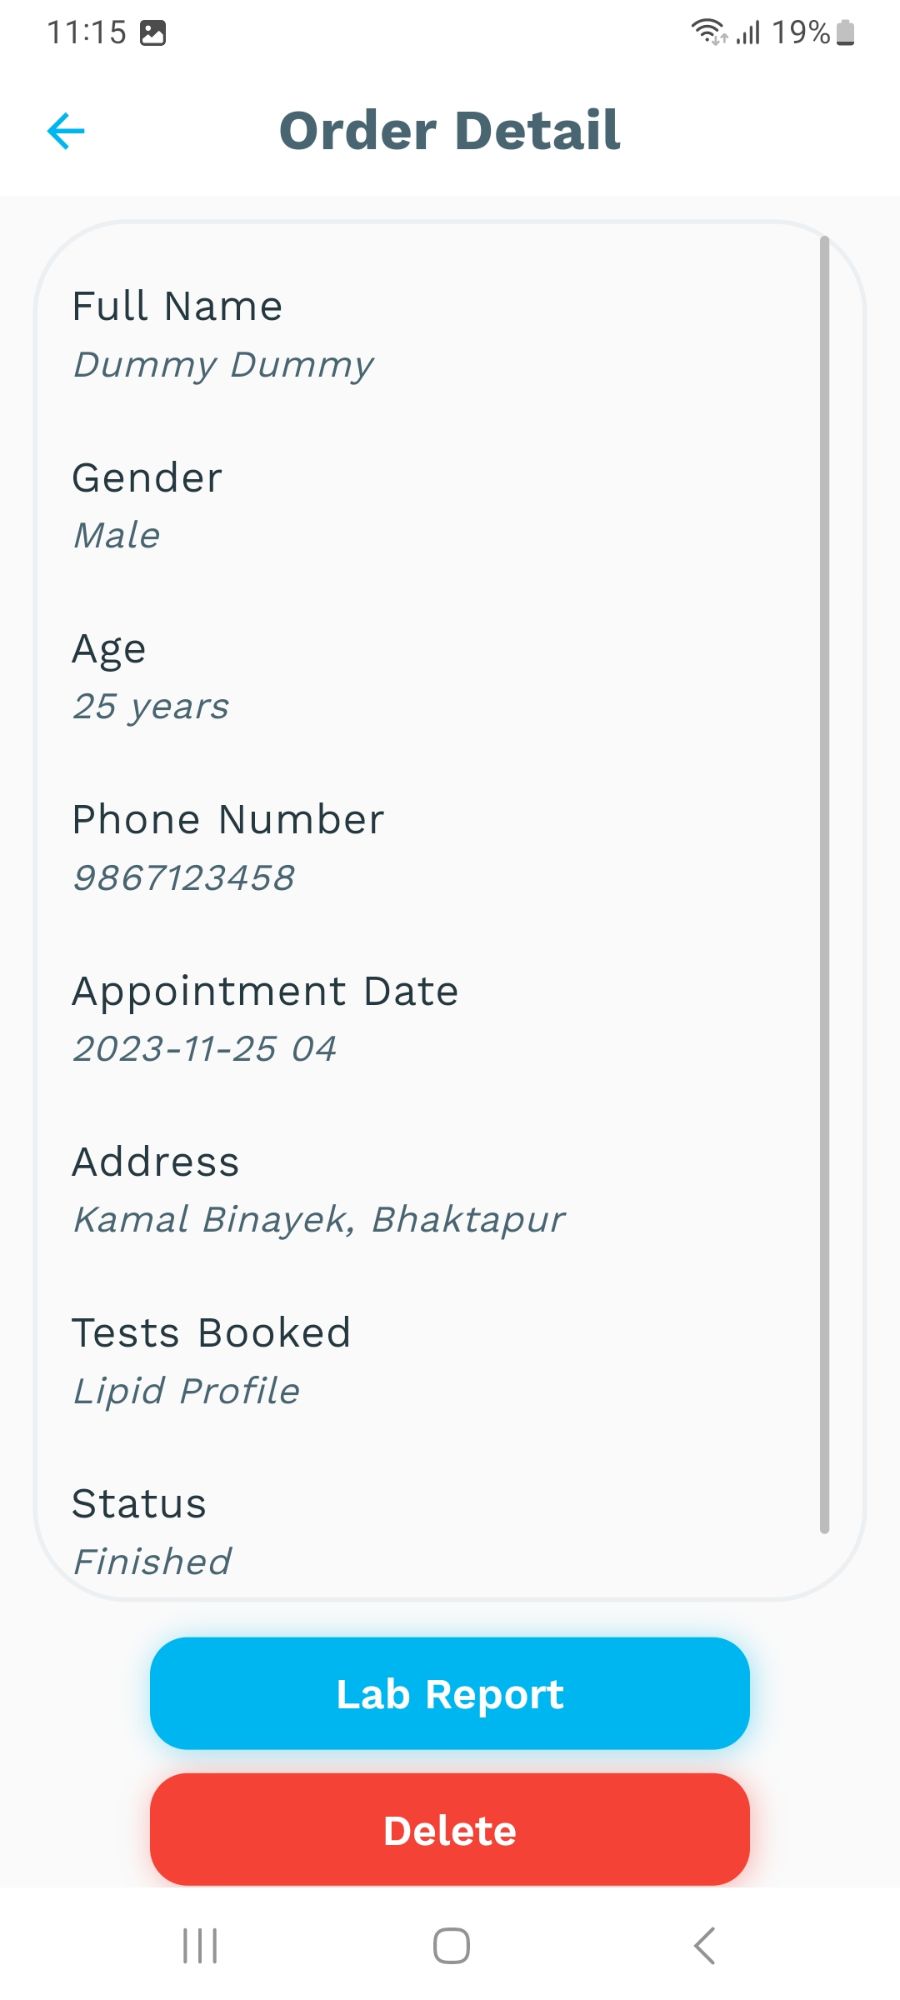 11:15
19%
Order Detail
Full Name
Dummy Dummy
Gender
Male
Age
25 years
Phone Number
9867123458
Appointment Date
2023-11-25 04
Address
Kamal Binayek, Bhaktapur
Tests Booked
Lipid Profile
Status
Finished
Lab Report
Delete